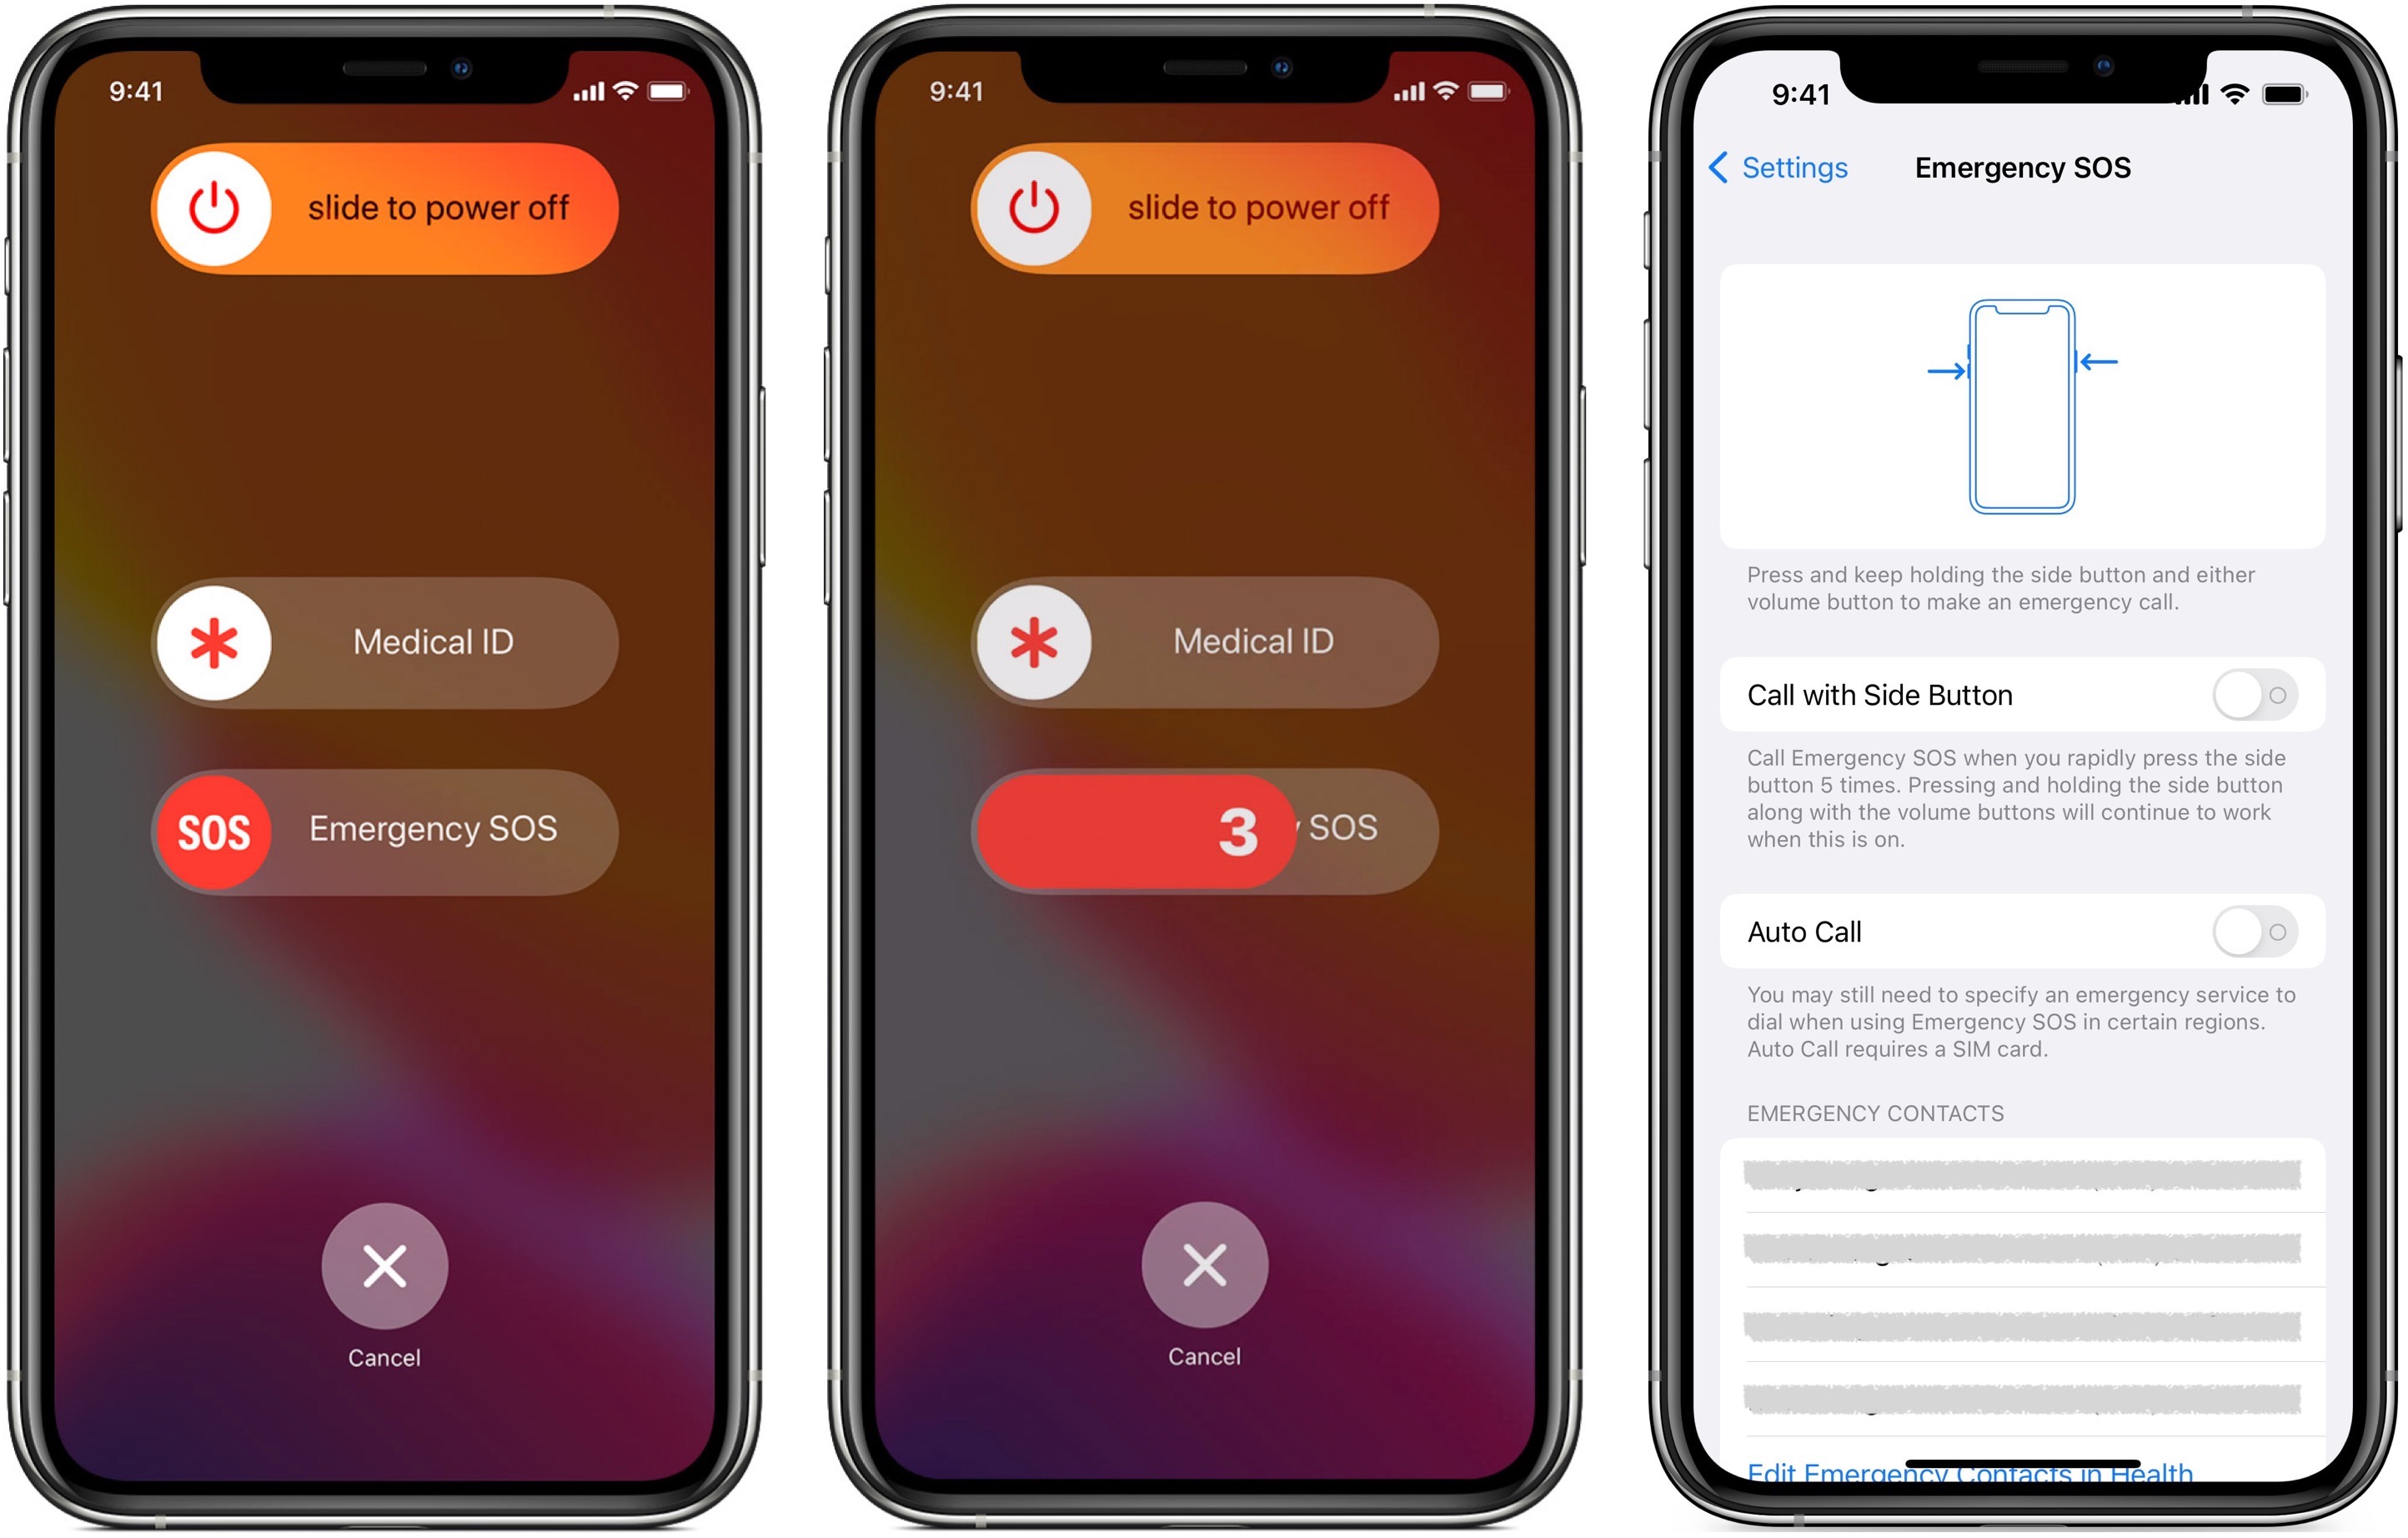 9:41
slide to power off
Medical ID
SOS
Emergency SOS
Cancel
9:41
slide to power off
Medical ID
3
SOS
Cancel
9:41
Settings
Emergency SOS
Press and keep holding the side button and either
volume button to make an emergency call.
Call with Side Button
Call Emergency SOS when you rapidly press the side
button 5 times. Pressing and holding the side button
along with the volume buttons will continue to work
when this is on.
Auto Call
You may still need to specify an emergency service to
dial when using Emergency SOS in certain regions.
Auto Call requires a SIM card.
EMERGENCY CONTACTS
Edit Emergency Contacts in Health